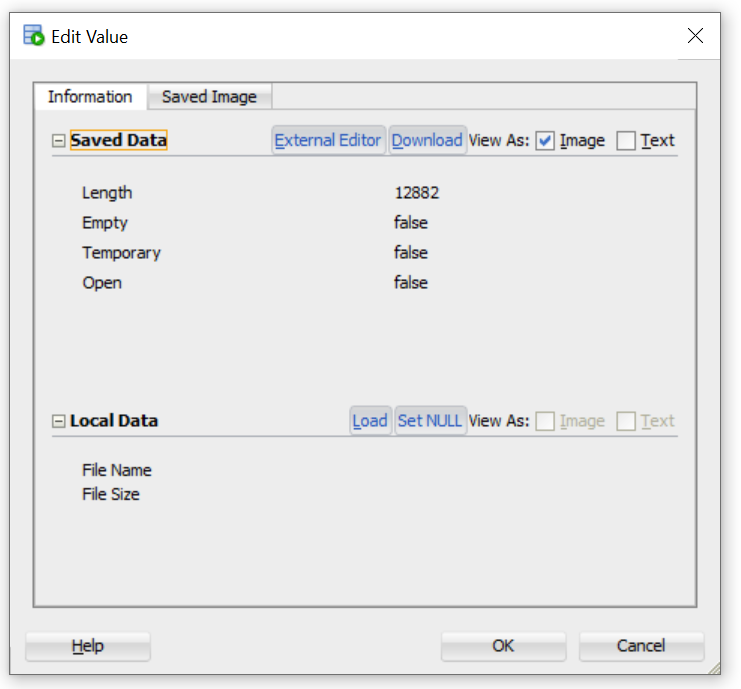 Edit Value
Information Saved Image
Saved Data External Editor Download View As: Image Text
Length 12882
Empty false
Temporary false
Open false
Local Data Load Set NULL View As: Image Text
File Name
File Size
Help OK Cancel